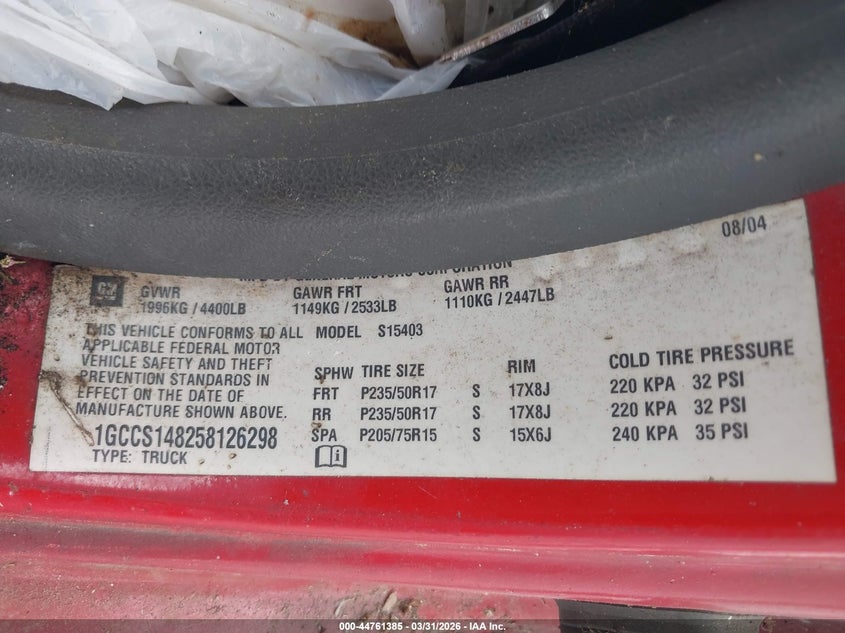 08/04
GENERAL MOTORS CORPORATION
GM
GVWR GAWR FRT GAWR RR
1996KG / 4400LB 1149KG / 2533LB 1110KG / 2447LB
THIS VEHICLE CONFORMS TO ALL MODEL S15403
APPLICABLE FEDERAL MOTOR
VEHICLE SAFETY AND THEFT
PREVENTION STANDARDS IN
EFFECT ON THE DATE OF
MANUFACTURE SHOWN ABOVE.
1GCCS148258126298
TYPE: TRUCK
SPHW TIRE SIZE RIM COLD TIRE PRESSURE
FRT P235/50R17 S 17X8J 220 KPA 32 PSI
RR P235/50R17 S 17X8J 220 KPA 32 PSI
SPA P205/75R15 S 15X6J 240 KPA 35 PSI
000-44761385 - 03/31/2026 - IAA Inc.